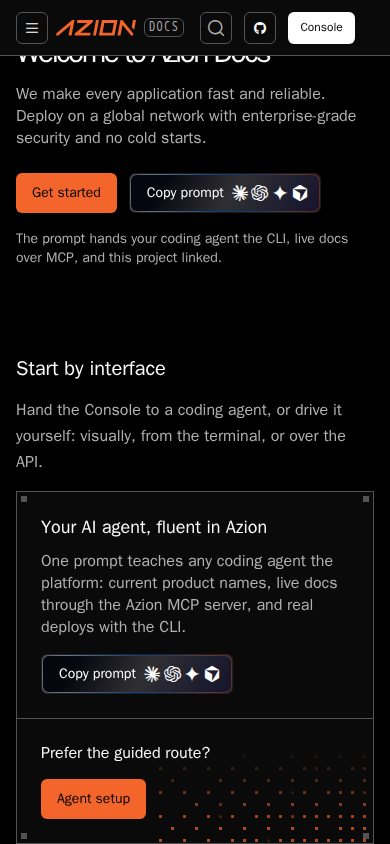 AZION DOCS Console
Welcome to Azion Docs
We make every application fast and reliable.
Deploy on a global network with enterprise-grade
security and no cold starts.
Get started Copy prompt
The prompt hands your coding agent the CLI, live docs
over MCP, and this project linked.
Start by interface
Hand the Console to a coding agent, or drive it
yourself: visually, from the terminal, or over the
API.
Your AI agent, fluent in Azion
One prompt teaches any coding agent the
platform: current product names, live docs
through the Azion MCP server, and real
deploys with the CLI.
Copy prompt
Prefer the guided route?
Agent setup